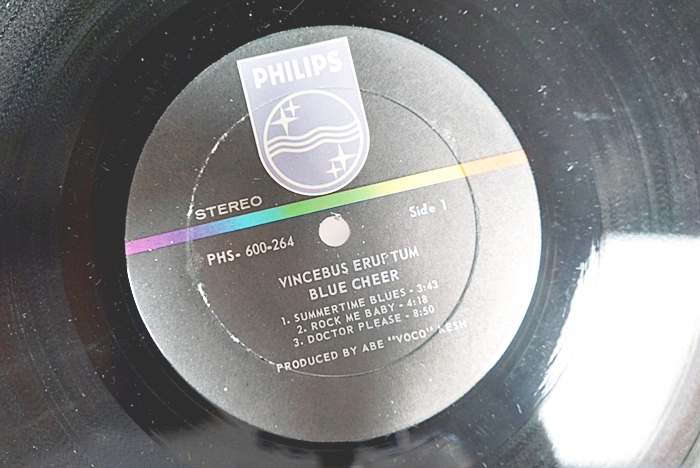 PHILIPS
STEREO
Side 1
PHS- 600-264
VINCEBUS ERUPTUM
BLUE CHEER
1. SUMMERTIME BLUES - 3:43
2. ROCK ME BABY - 4:18
3. DOCTOR PLEASE - 8:50
PRODUCED BY ABE "VOCO" KESH